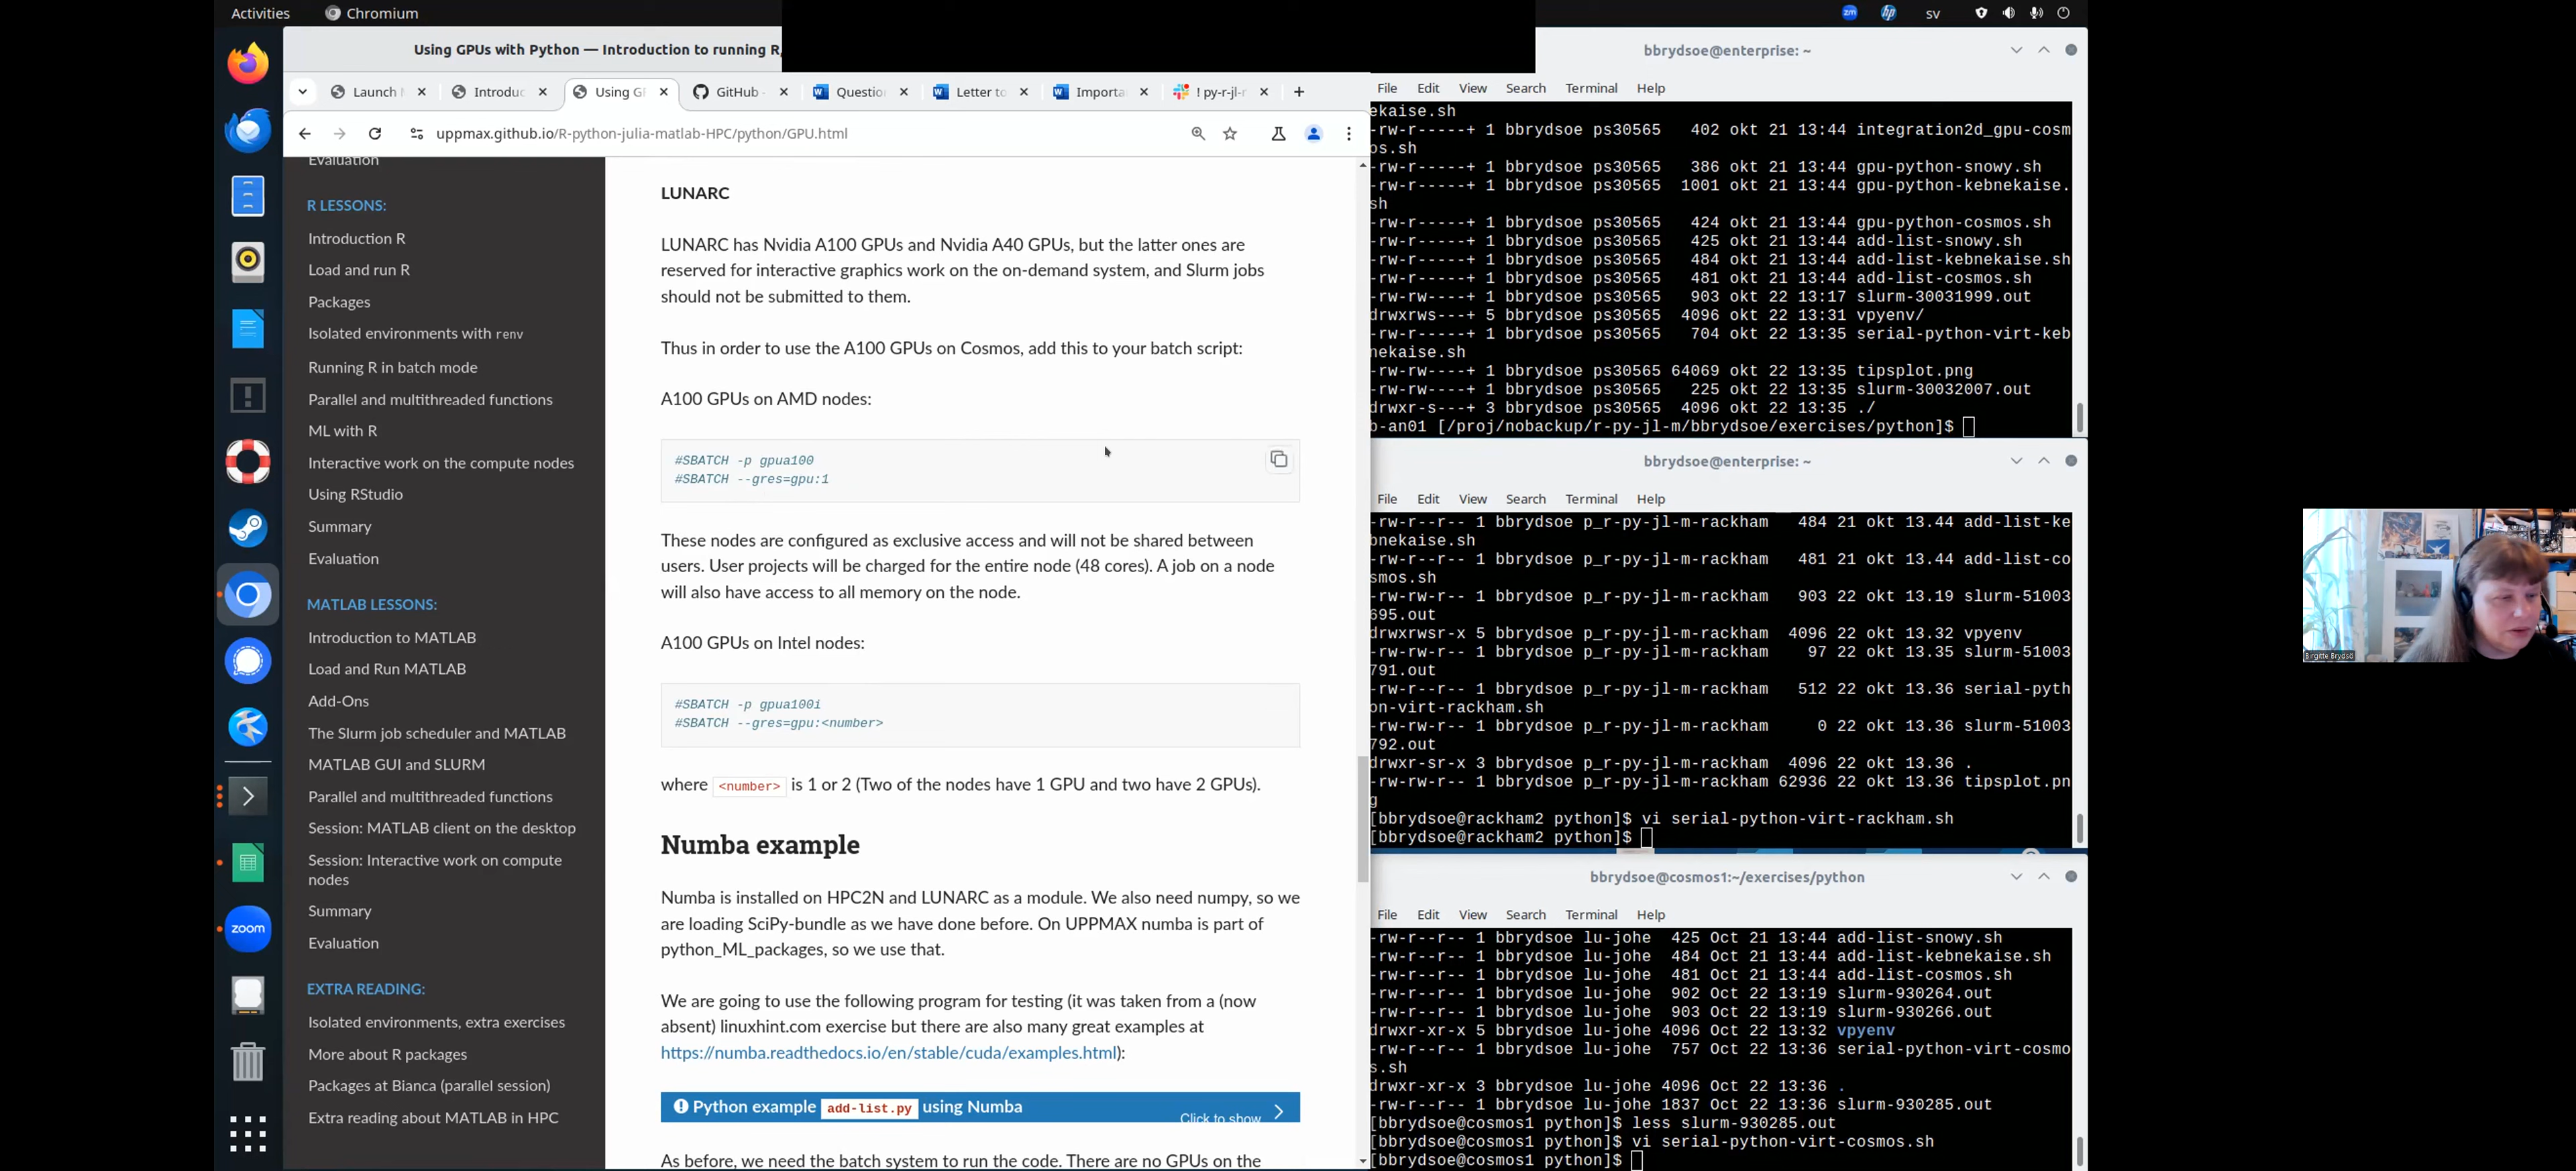 Activities
Chromium
sv
Using GPUs with Python — Introduction to running R,
Launch
Introduc
Using GP
GitHub -
Question
Letter to
Importa
! py-r-jl-
uppmax.github.io/R-python-julia-matlab-HPC/python/GPU.html
Evaluation
R LESSONS:
Introduction R
Load and run R
Packages
Isolated environments with renv
Running R in batch mode
Parallel and multithreaded functions
ML with R
Interactive work on the compute nodes
Using RStudio
Summary
Evaluation
MATLAB LESSONS:
Introduction to MATLAB
Load and Run MATLAB
Add-Ons
The Slurm job scheduler and MATLAB
MATLAB GUI and SLURM
Parallel and multithreaded functions
Session: MATLAB client on the desktop
Session: Interactive work on compute
nodes
Summary
Evaluation
EXTRA READING:
Isolated environments, extra exercises
More about R packages
Packages at Bianca (parallel session)
Extra reading about MATLAB in HPC
zoom
LUNARC
LUNARC has Nvidia A100 GPUs and Nvidia A40 GPUs, but the latter ones are
reserved for interactive graphics work on the on-demand system, and Slurm jobs
should not be submitted to them.
Thus in order to use the A100 GPUs on Cosmos, add this to your batch script:
A100 GPUs on AMD nodes:
#SBATCH -p gpua100
#SBATCH --gres=gpu:1
These nodes are configured as exclusive access and will not be shared between
users. User projects will be charged for the entire node (48 cores). A job on a node
will also have access to all memory on the node.
A100 GPUs on Intel nodes:
#SBATCH -p gpua100i
#SBATCH --gres=gpu:<number>
where <number> is 1 or 2 (Two of the nodes have 1 GPU and two have 2 GPUs).
Numba example
Numba is installed on HPC2N and LUNARC as a module. We also need numpy, so we
are loading SciPy-bundle as we have done before. On UPPMAX numba is part of
python_ML_packages, so we use that.
We are going to use the following program for testing (it was taken from a (now
absent) linuxhint.com exercise but there are also many great examples at
https://numba.readthedocs.io/en/stable/cuda/examples.html):
Python example add-list.py using Numba
Click to show
As before, we need the batch system to run the code. There are no GPUs on the
zm
hp
bbrydsoe@enterprise: ~
File Edit View Search Terminal Help
ekaise.sh
-rw-r-----+ 1 bbrydsoe ps30565 402 okt 21 13:44 integration2d_gpu-cosm
os.sh
-rw-r-----+ 1 bbrydsoe ps30565 386 okt 21 13:44 gpu-python-snowy.sh
-rw-r-----+ 1 bbrydsoe ps30565 1001 okt 21 13:44 gpu-python-kebnekaise.
sh
-rw-r-----+ 1 bbrydsoe ps30565 424 okt 21 13:44 gpu-python-cosmos.sh
-rw-r-----+ 1 bbrydsoe ps30565 425 okt 21 13:44 add-list-snowy.sh
-rw-r-----+ 1 bbrydsoe ps30565 484 okt 21 13:44 add-list-kebnekaise.sh
-rw-r-----+ 1 bbrydsoe ps30565 481 okt 21 13:44 add-list-cosmos.sh
-rw-rw----+ 1 bbrydsoe ps30565 903 okt 22 13:17 slurm-30031999.out
drwxrws---+ 5 bbrydsoe ps30565 4096 okt 22 13:31 vpyenv/
-rw-r-----+ 1 bbrydsoe ps30565 704 okt 22 13:35 serial-python-virt-keb
nekaise.sh
-rw-rw----+ 1 bbrydsoe ps30565 64069 okt 22 13:35 tipsplot.png
-rw-rw----+ 1 bbrydsoe ps30565 225 okt 22 13:35 slurm-30032007.out
drwxr-s---+ 3 bbrydsoe ps30565 4096 okt 22 13:35 ./
b-an01 [/proj/nobackup/r-py-jl-m/bbrydsoe/exercises/python]$
bbrydsoe@enterprise: ~
File Edit View Search Terminal Help
-rw-r--r-- 1 bbrydsoe p_r-py-jl-m-rackham 484 21 okt 13.44 add-list-ke
bnekaise.sh
-rw-r--r-- 1 bbrydsoe p_r-py-jl-m-rackham 481 21 okt 13.44 add-list-co
smos.sh
-rw-rw-r-- 1 bbrydsoe p_r-py-jl-m-rackham 903 22 okt 13.19 slurm-51003
695.out
drwxrwsr-x 5 bbrydsoe p_r-py-jl-m-rackham 4096 22 okt 13.32 vpyenv
-rw-rw-r-- 1 bbrydsoe p_r-py-jl-m-rackham 97 22 okt 13.35 slurm-51003
791.out
-rw-rw-r-- 1 bbrydsoe p_r-py-jl-m-rackham 512 22 okt 13.36 serial-pyth
on-virt-rackham.sh
-rw-rw-r-- 1 bbrydsoe p_r-py-jl-m-rackham 0 22 okt 13.36 slurm-51003
792.out
drwxr-sr-x 3 bbrydsoe p_r-py-jl-m-rackham 4096 22 okt 13.36 .
-rw-rw-r-- 1 bbrydsoe p_r-py-jl-m-rackham 62936 22 okt 13.36 tipsplot.pn
g
[bbrydsoe@rackham2 python]$ vi serial-python-virt-rackham.sh
[bbrydsoe@rackham2 python]$
bbrydsoe@cosmos1:~/exercises/python
File Edit View Search Terminal Help
-rw-r--r-- 1 bbrydsoe lu-johe 425 Oct 21 13:44 add-list-snowy.sh
-rw-r--r-- 1 bbrydsoe lu-johe 484 Oct 21 13:44 add-list-kebnekaise.sh
-rw-r--r-- 1 bbrydsoe lu-johe 481 Oct 21 13:44 add-list-cosmos.sh
-rw-r--r-- 1 bbrydsoe lu-johe 902 Oct 22 13:19 slurm-930264.out
-rw-r--r-- 1 bbrydsoe lu-johe 903 Oct 22 13:19 slurm-930266.out
drwxr-xr-x 5 bbrydsoe lu-johe 4096 Oct 22 13:32 vpyenv
-rw-r--r-- 1 bbrydsoe lu-johe 757 Oct 22 13:36 serial-python-virt-cosmo
s.sh
drwxr-xr-x 3 bbrydsoe lu-johe 4096 Oct 22 13:36 .
-rw-r--r-- 1 bbrydsoe lu-johe 1837 Oct 22 13:36 slurm-930285.out
[bbrydsoe@cosmos1 python]$ less slurm-930285.out
[bbrydsoe@cosmos1 python]$ vi serial-python-virt-cosmos.sh
[bbrydsoe@cosmos1 python]$
Birgitte Brydsö